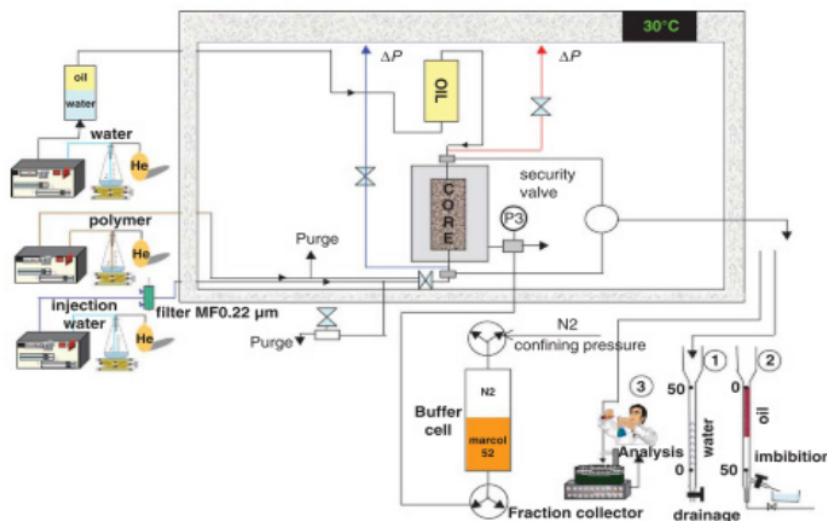 30°C
ΔP
ΔP
oil
water
OIL
water
He
security
valve
CORE
P3
polymer
He
Purge
injection
water
filter MF0.22 µm
He
Purge
N2
confining pressure
Buffer
cell
N2
marcol
52
3
Analysis
Fraction collector
1
50
water
0
drainage
2
0
oil
50
imbibition